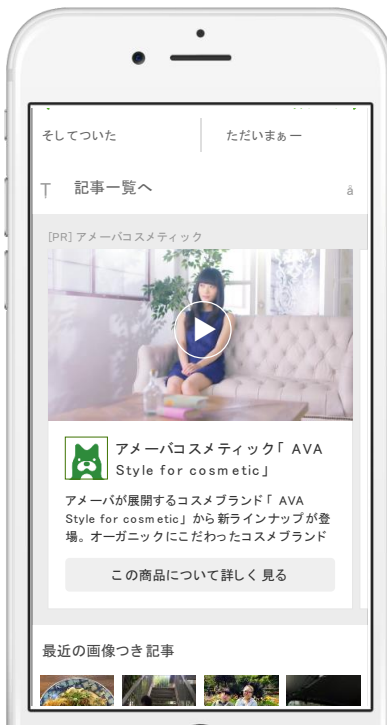 そしてついた
ただいまぁー
T 記事一覧へ å
[PR] アメーバコスメティック
アメーバコスメティック「 AVA
Style for cosmetic」
アメーバが展開するコスメブランド「 AVA
Style for cosmetic」から新ラインナップが登
場。オーガニックにこだわったコスメブランド
この商品について詳しく見る
最近の画像つき記事